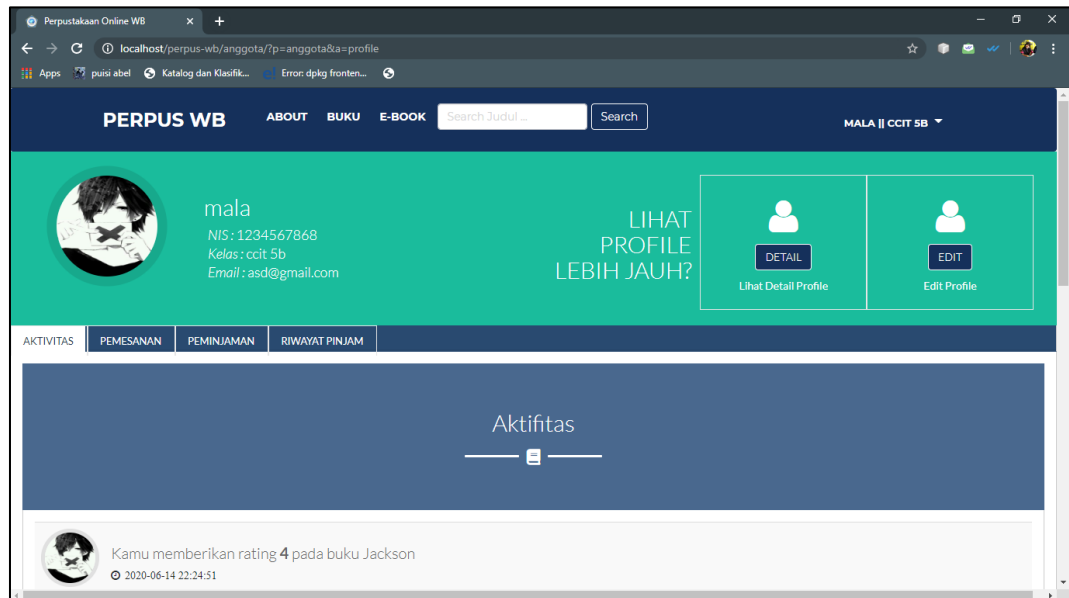 Perpustakaan Online WB
localhost/perpus-wb/anggota/?p=anggota&a=profile
Apps puisi abel Katalog dan Klasifik... Error: dpkg fronten...
PERPUS WB ABOUT BUKU E-BOOK Search Judul ... Search MALA || CCIT 5B
mala
NIS : 1234567868
Kelas : ccit 5b
Email : asd@gmail.com
LIHAT
PROFILE
LEBIH JAUH?
DETAIL
Lihat Detail Profile
EDIT
Edit Profile
AKTIVITAS PEMESANAN PEMINJAMAN RIWAYAT PINJAM
Aktifitas
Kamu memberikan rating 4 pada buku Jackson
2020-06-14 22:24:51